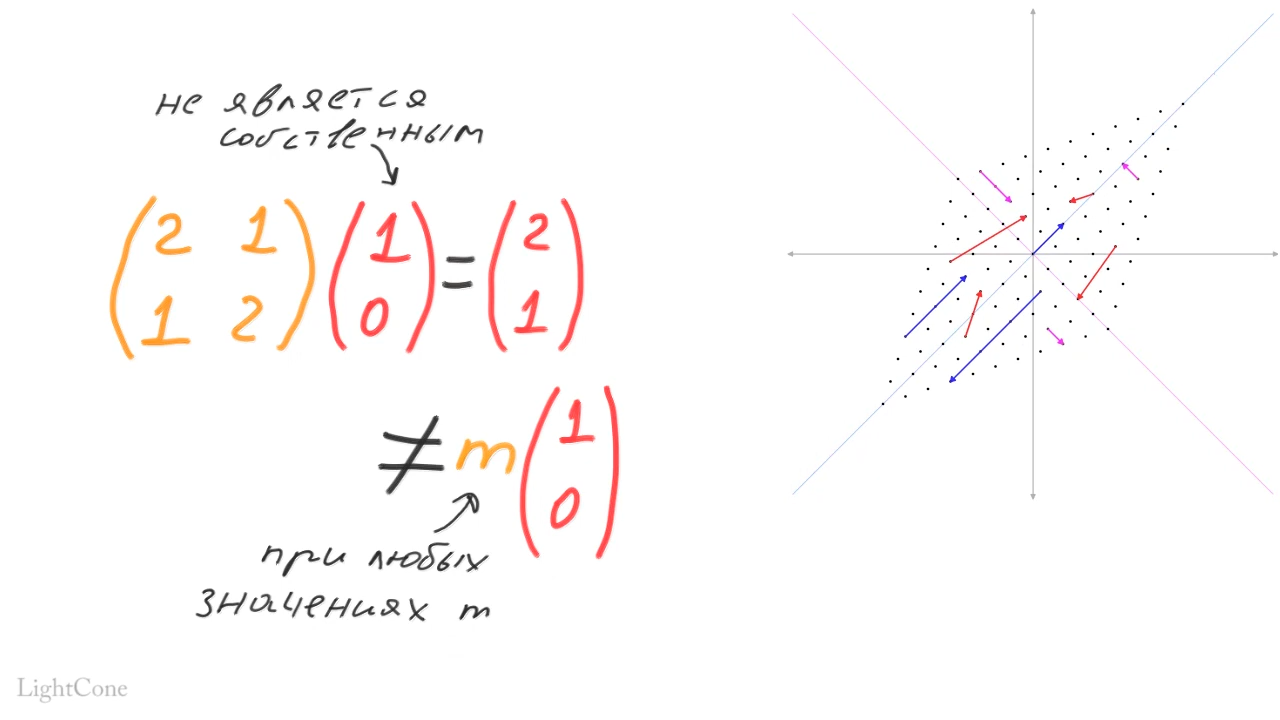 не является
собственным
(2 1
1 2) (1
0) = (2
1)
≠ m (1
0)
при любых
значениях m
LightCone